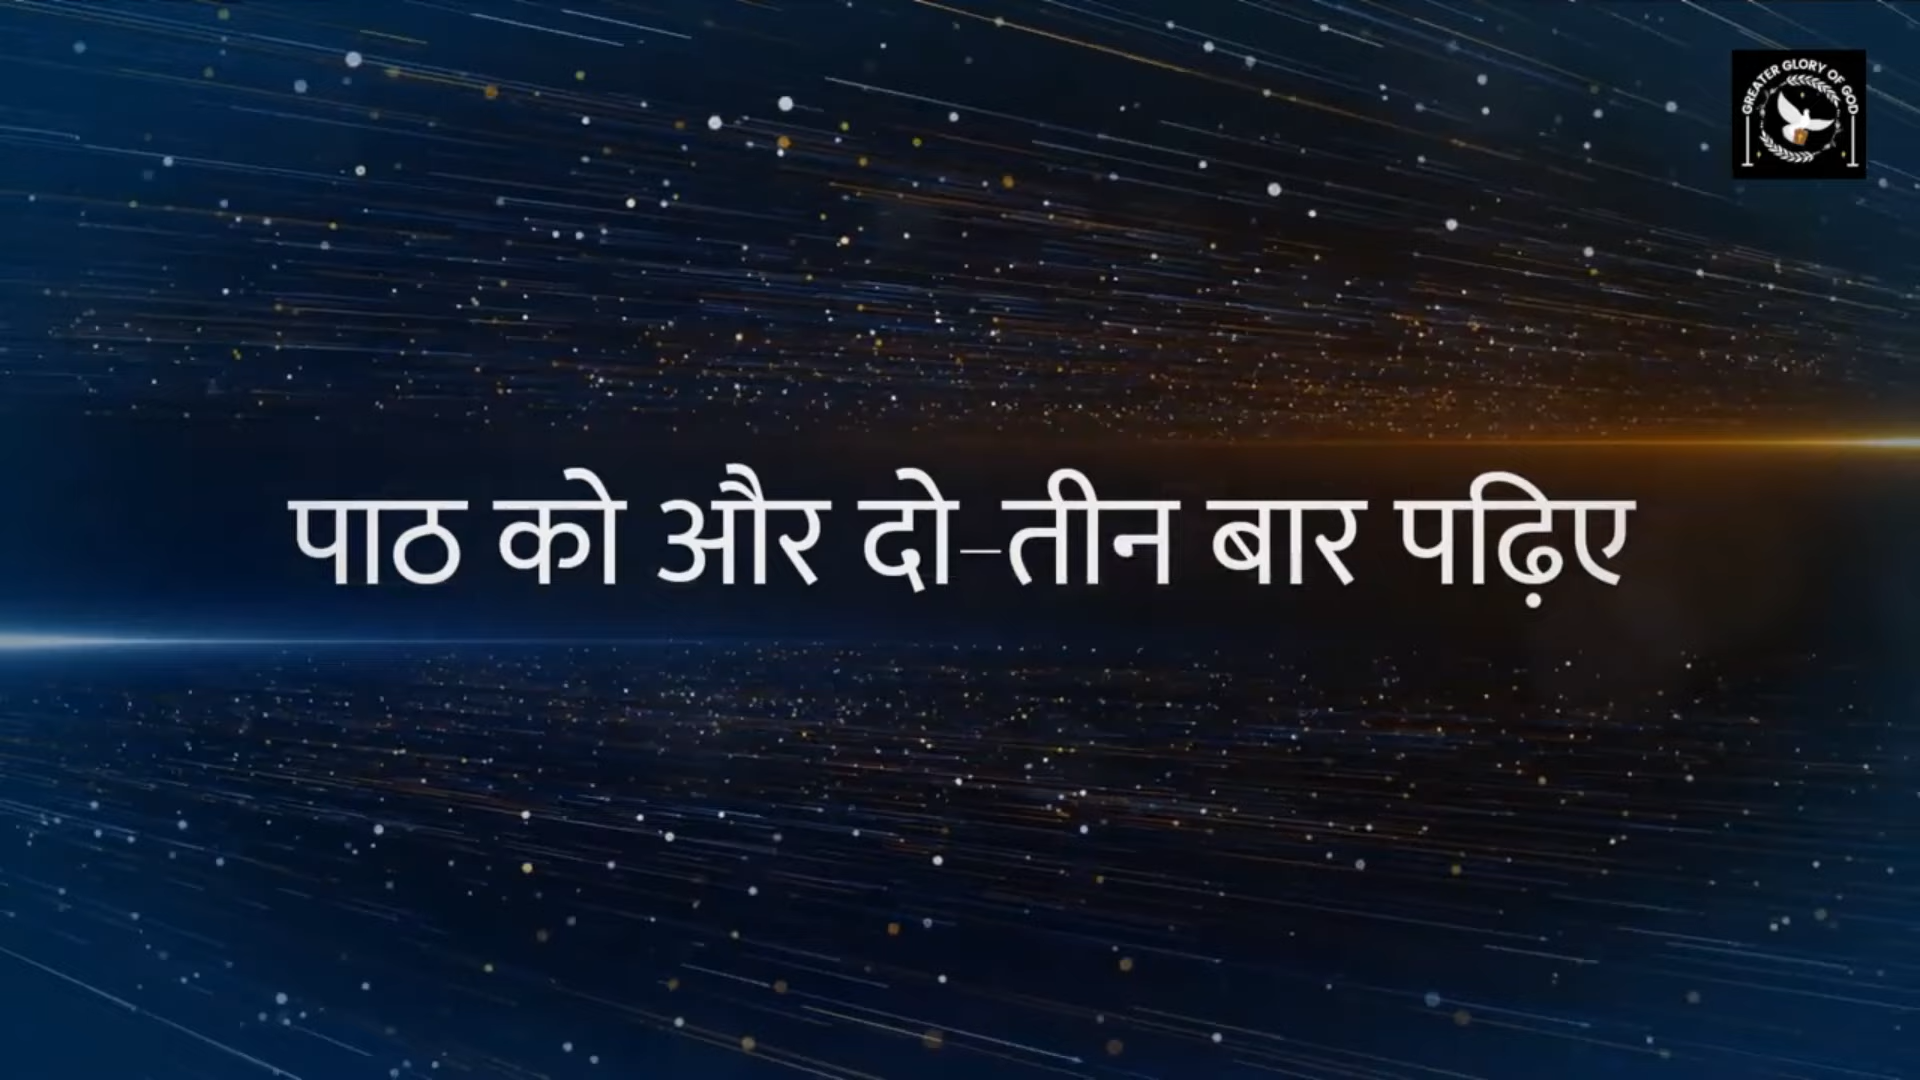 GREATER GLORY OF GOD
पाठ को और दो-तीन बार पढ़िए